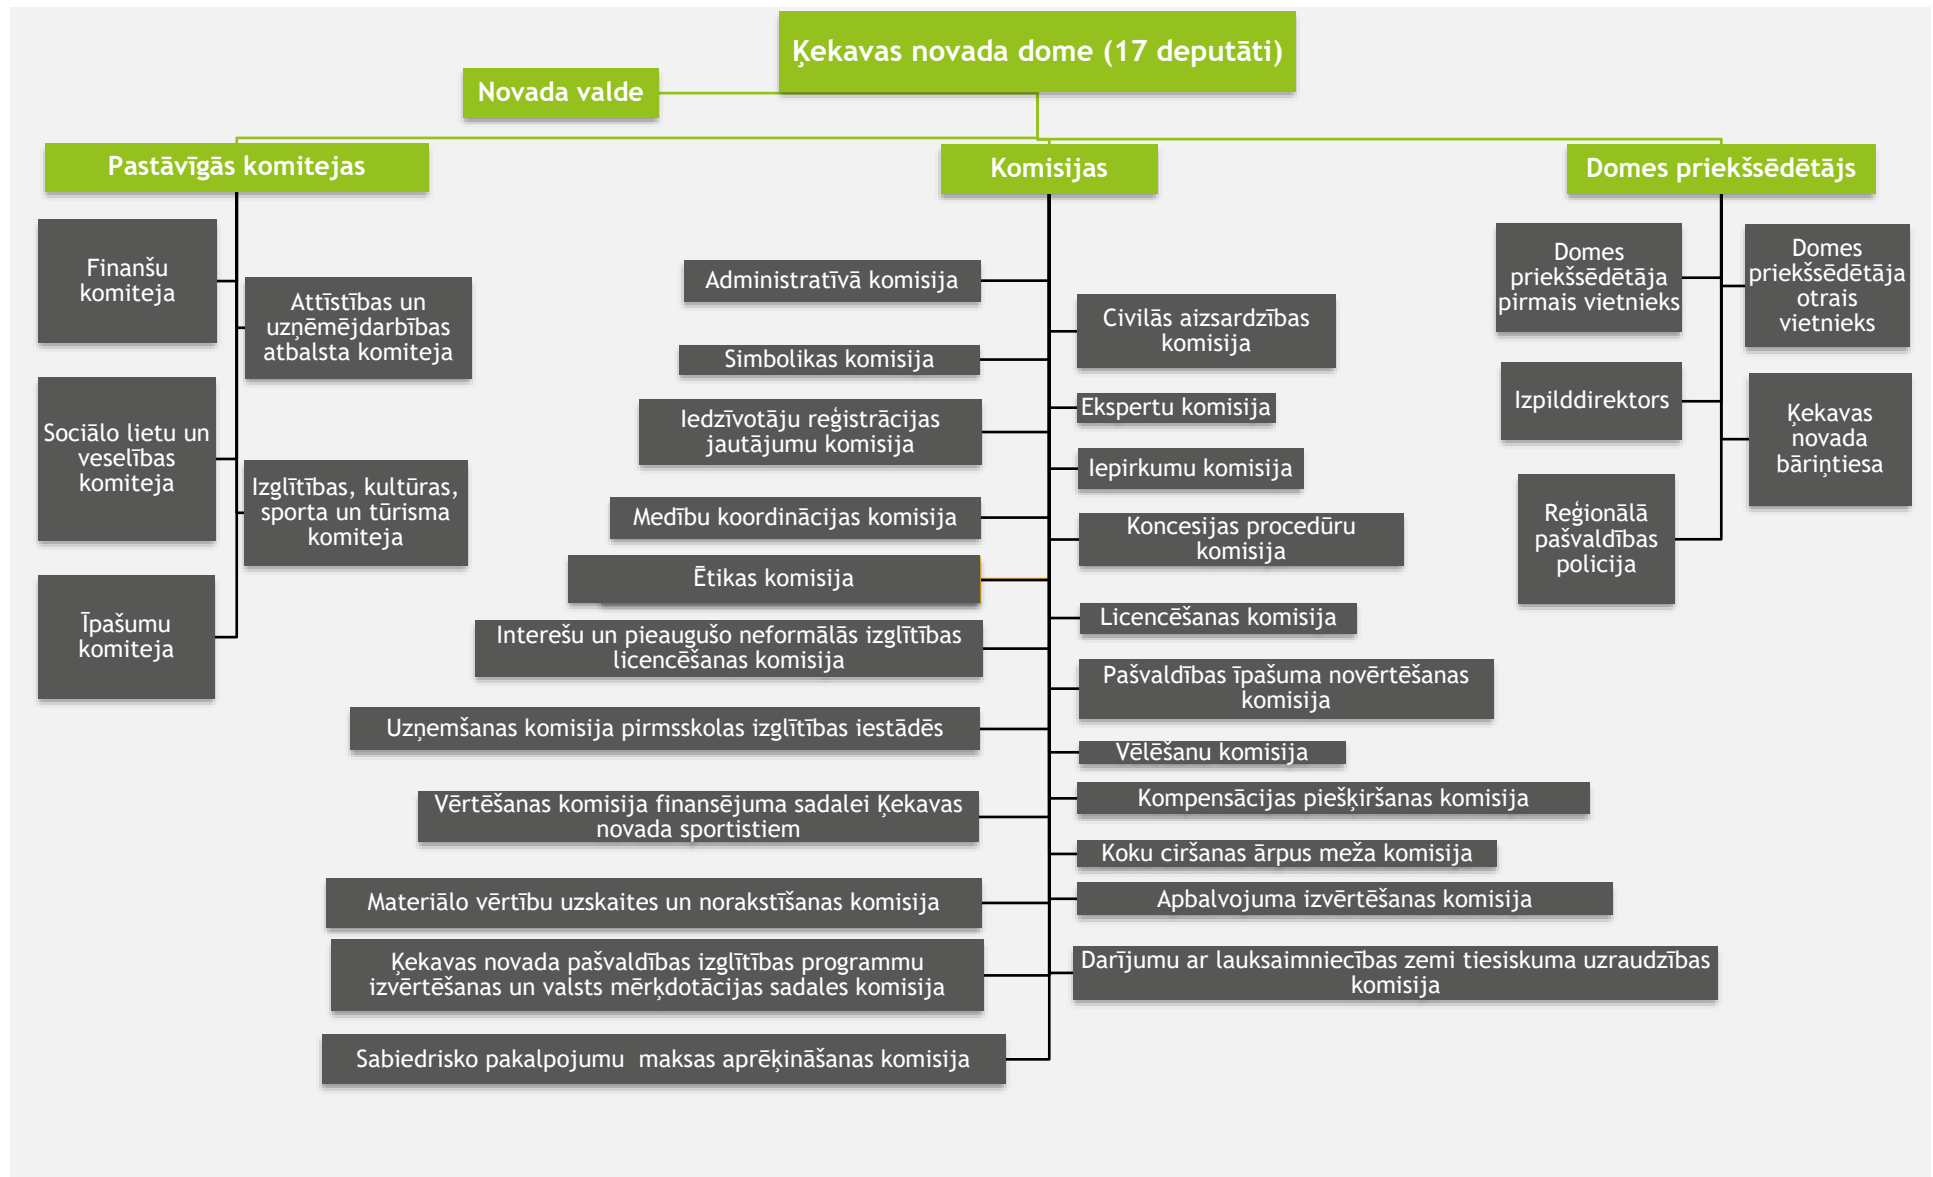 Ķekavas novada dome (17 deputāti)
Novada valde
Pastāvīgās komitejas
Finanšu
komiteja
Attīstības un
uzņēmējdarbības
atbalsta komiteja
Sociālo lietu un
veselības
komiteja
Izglītības, kultūras,
sporta un tūrisma
komiteja
Īpašumu
komiteja
Komisijas
Administratīvā komisija
Civilās aizsardzības
komisija
Simbolikas komisija
Ekspertu komisija
Iedzīvotāju reģistrācijas
jautājumu komisija
Iepirkumu komisija
Medību koordinācijas komisija
Koncesijas procedūru
komisija
Ētikas komisija
Licencēšanas komisija
Interešu un pieaugušo neformālās izglītības
licencēšanas komisija
Pašvaldības īpašuma novērtēšanas
komisija
Uzņemšanas komisija pirmsskolas izglītības iestādēs
Vēlēšanu komisija
Vērtēšanas komisija finansējuma sadalei Ķekavas
novada sportistiem
Kompensācijas piešķiršanas komisija
Koku ciršanas ārpus meža komisija
Materiālo vērtību uzskaites un norakstīšanas komisija
Apbalvojuma izvērtēšanas komisija
Ķekavas novada pašvaldības izglītības programmu
izvērtēšanas un valsts mērķdotācijas sadales komisija
Darījumu ar lauksaimniecības zemi tiesiskuma uzraudzības
komisija
Sabiedrisko pakalpojumu maksas aprēķināšanas komisija
Domes priekšsēdētājs
Domes
priekšsēdētāja
pirmais vietnieks
Domes
priekšsēdētāja
otrais
vietnieks
Izpilddirektors
Ķekavas
novada
bāriņtiesa
Reģionālā
pašvaldības
policija